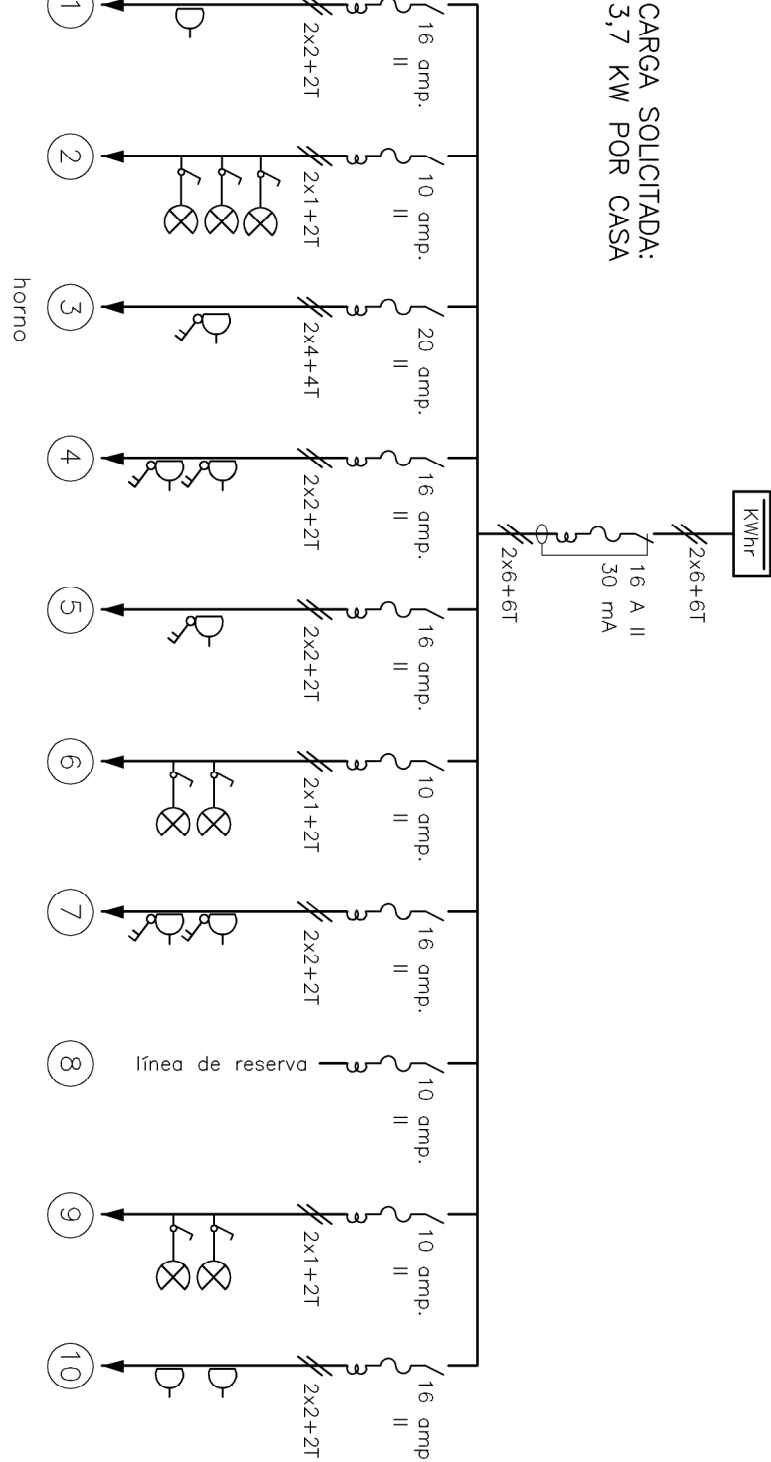 CARGA SOLICITADA:
3,7 KW POR CASA
KWhr
2x6+6T
16 A II
30 mA
2x6+6T
16 amp.
II
2x2+2T
1
10 amp.
II
2x1+2T
2
20 amp.
II
2x4+4T
3
horno
16 amp.
II
2x2+2T
4
16 amp.
II
2x2+2T
5
10 amp.
II
2x1+2T
6
16 amp.
II
2x2+2T
7
10 amp.
II
línea de reserva
8
10 amp.
II
2x1+2T
9
16 amp
II
2x2+2T
10